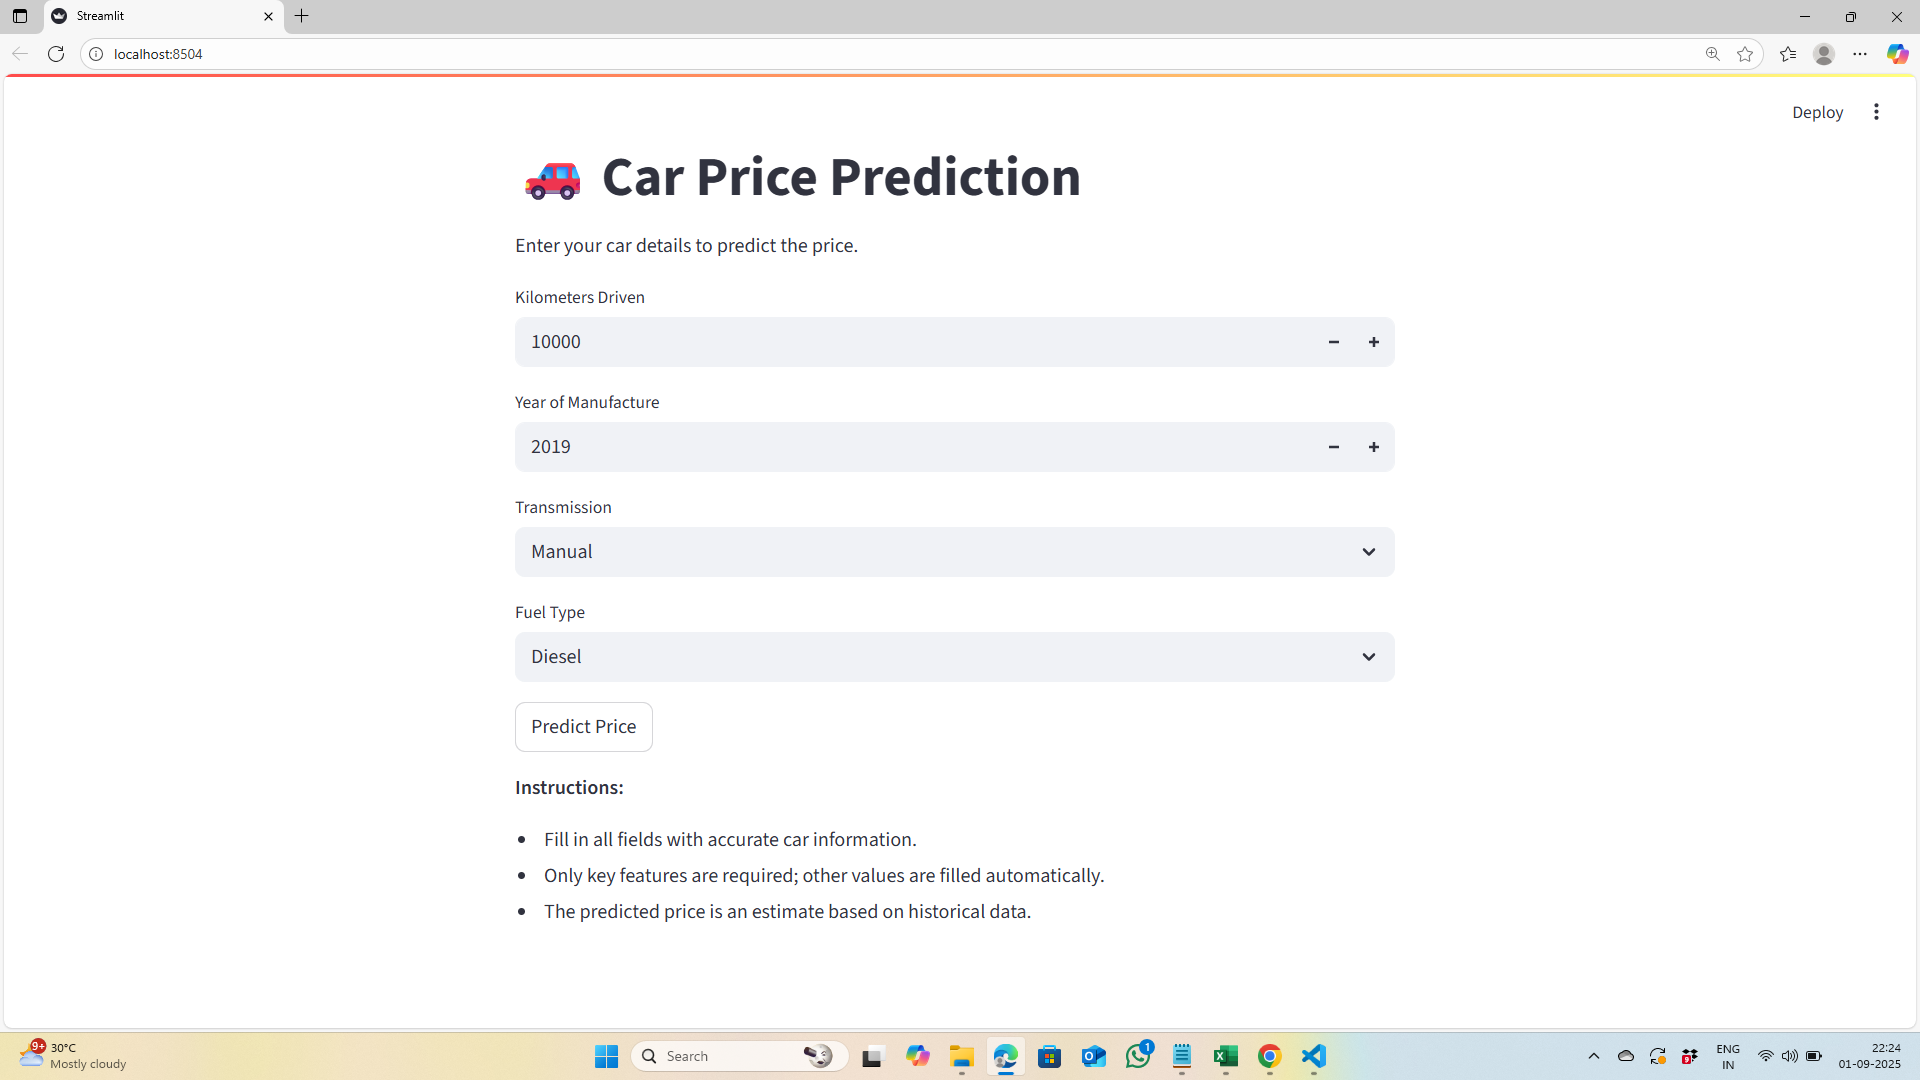 Streamlit
localhost:8504
Deploy
Car Price Prediction
Enter your car details to predict the price.
Kilometers Driven
10000
Year of Manufacture
2019
Transmission
Manual
Fuel Type
Diesel
Predict Price
Instructions:
Fill in all fields with accurate car information.
Only key features are required; other values are filled automatically.
The predicted price is an estimate based on historical data.
9+
30°C
Mostly cloudy
Search
1
9
ENG
IN
22:24
01-09-2025